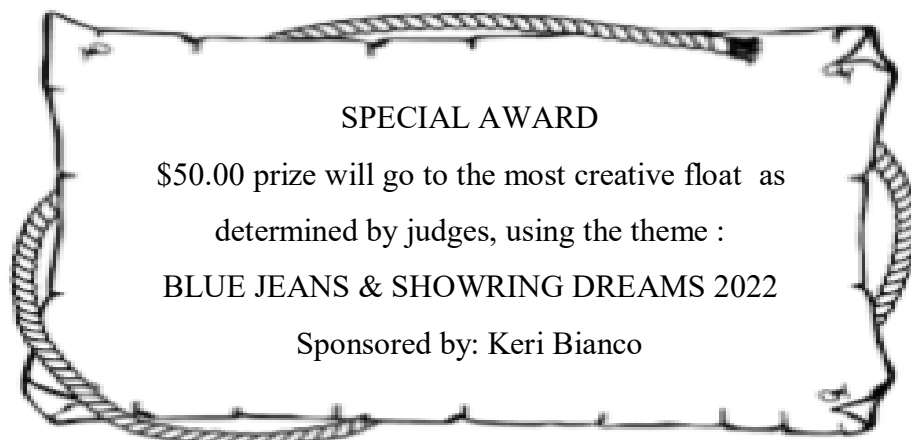 SPECIAL AWARD
$50.00 prize will go to the most creative float  as
determined by judges, using the theme :
BLUE JEANS & SHOWRING DREAMS 2022
Sponsored by: Keri Bianco